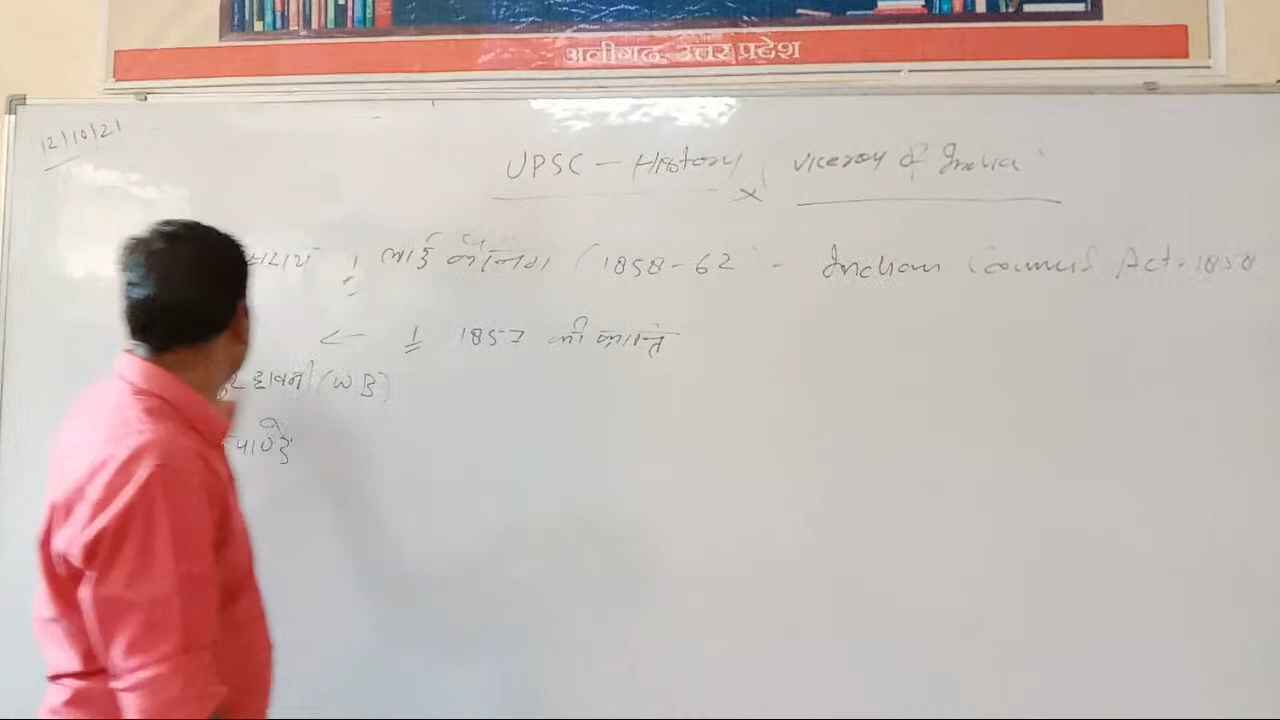 अलीगढ़ उत्तर प्रदेश
12/10/21
UPSC - History Viceroy of India
लार्ड कैनिंग (1858-62) - Indian Council Act - 1858
← 1857 की क्रान्ति
छावनी (WB)
पाण्डे